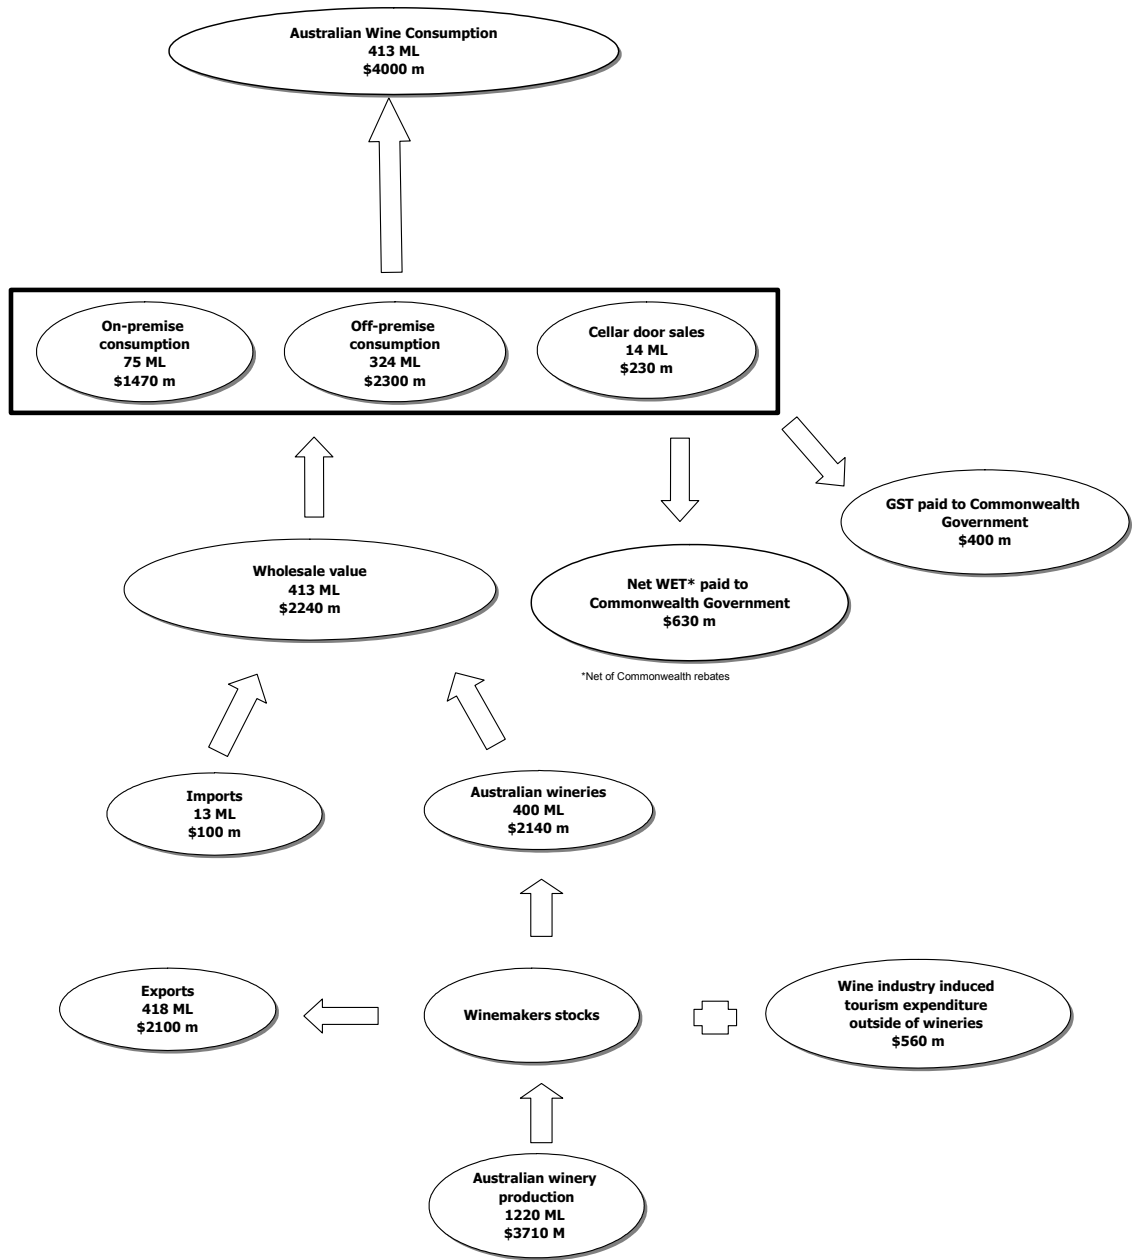 Australian Wine Consumption
413 ML
$4000 m
On-premise
consumption
75 ML
$1470 m
Off-premise
consumption
324 ML
$2300 m
Cellar door sales
14 ML
$230 m
GST paid to Commonwealth
Government
$400 m
Wholesale value
413 ML
$2240 m
Net WET* paid to
Commonwealth Government
$630 m
*Net of Commonwealth rebates
Imports
13 ML
$100 m
Australian wineries
400 ML
$2140 m
Exports
418 ML
$2100 m
Winemakers stocks
Wine industry induced
tourism expenditure
outside of wineries
$560 m
Australian winery
production
1220 ML
$3710 M